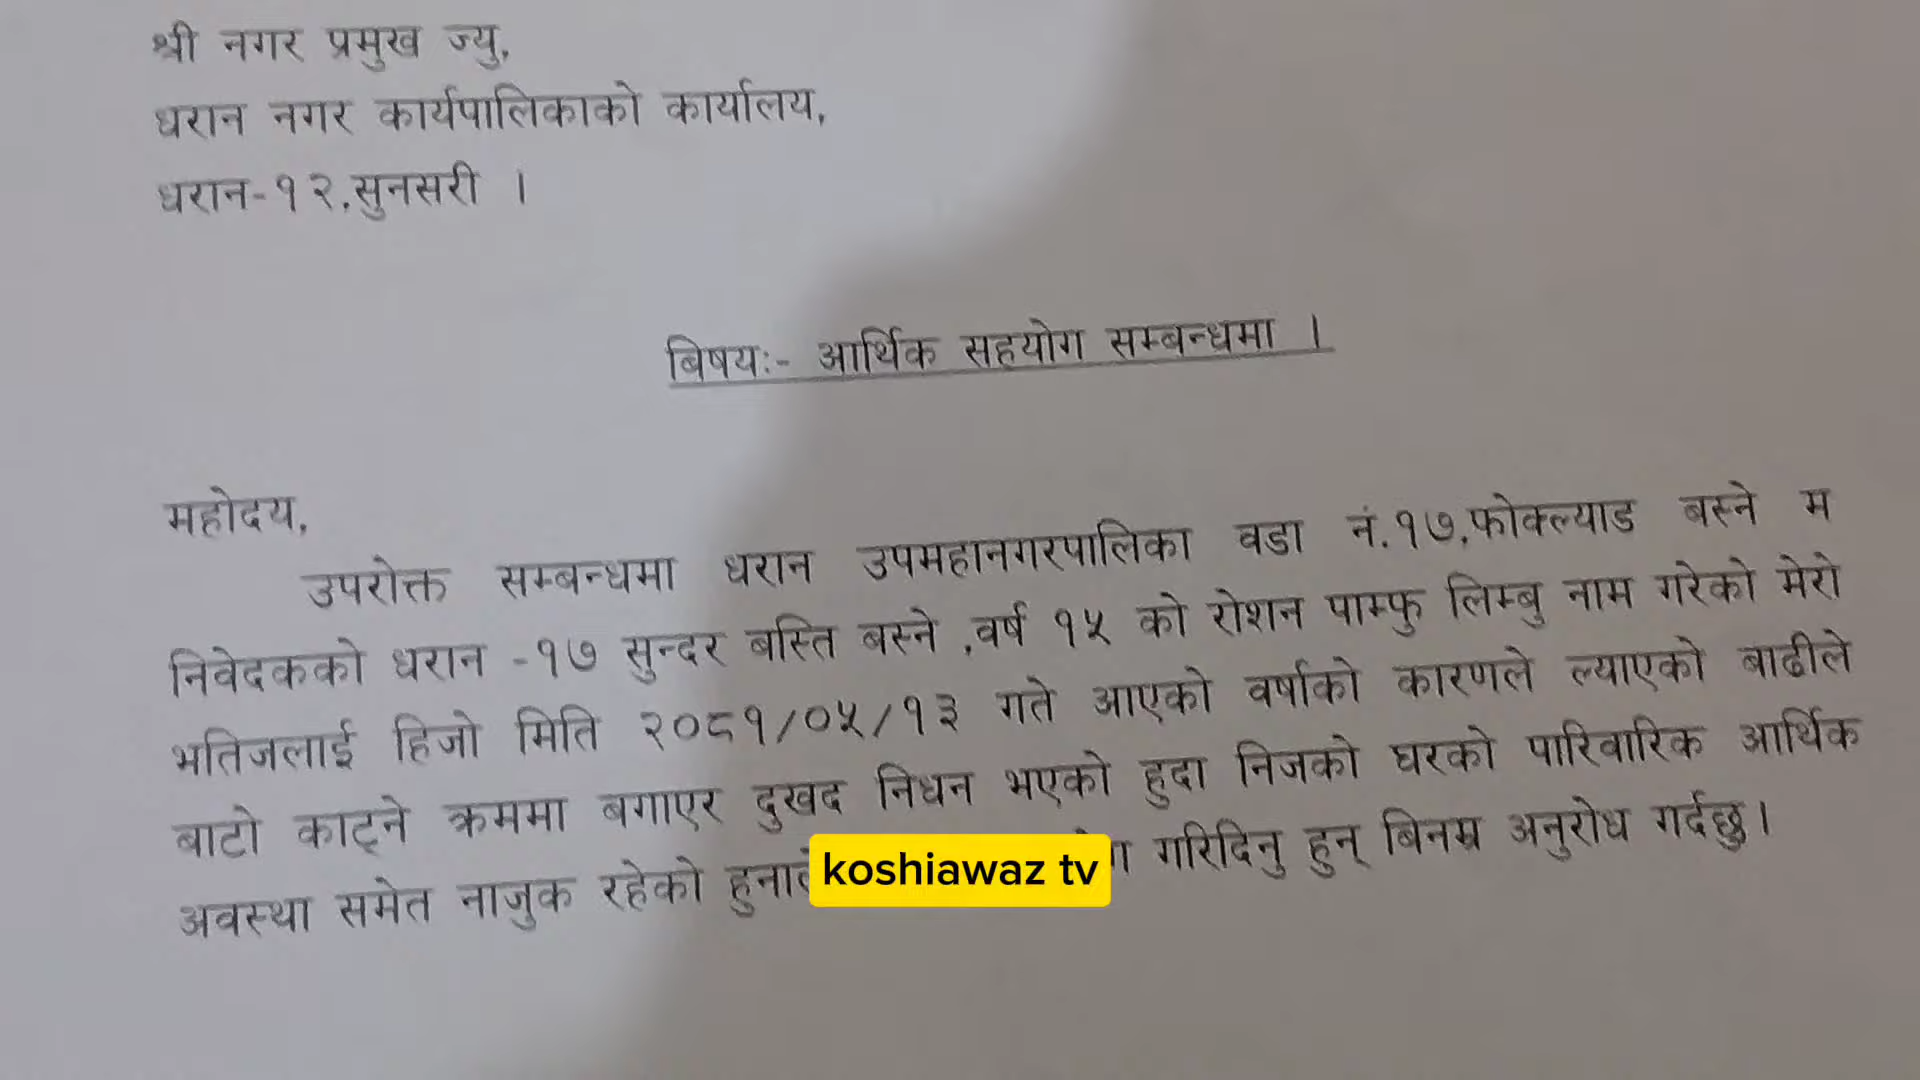 श्री नगर प्रमुख ज्यु,
धरान नगर कार्यपालिकाको कार्यालय,
धरान-१२,सुनसरी ।
बिषयः- आर्थिक सहयोग सम्बन्धमा ।
महोदय,
उपरोक्त सम्बन्धमा धरान उपमहानगरपालिका वडा नं.१७,फोक्ल्याड बस्ने म
निवेदकको धरान -१७ सुन्दर बस्ति बस्ने ,वर्ष १५ को रोशन पाम्फु लिम्बु नाम गरेको मेरो
भतिजलाई हिजो मिति २०८१/०५/१३ गते आएको वर्षाको कारणले ल्याएको बाढीले
बाटो काट्ने क्रममा बगाएर दुखद निधन भएको हुदा निजको घरको पारिवारिक आर्थिक
अवस्था समेत नाजुक रहेको गरिदिनु हुन् बिनम्र अनुरोध गर्दछु।
koshiawaz tv